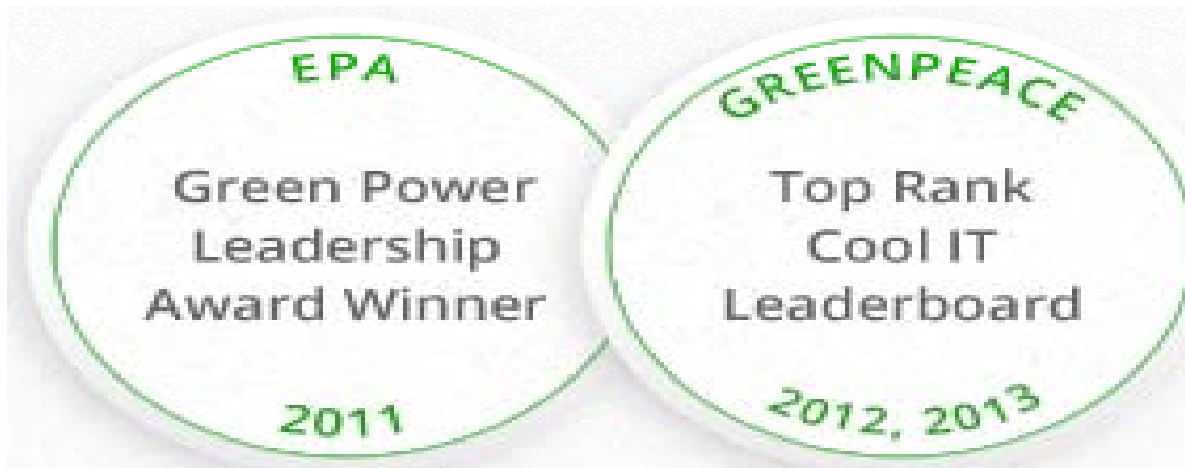 EPA
Green Power
Leadership
Award Winner
2011
GREENPEACE
Top Rank
Cool IT
Leaderboard
2012, 2013